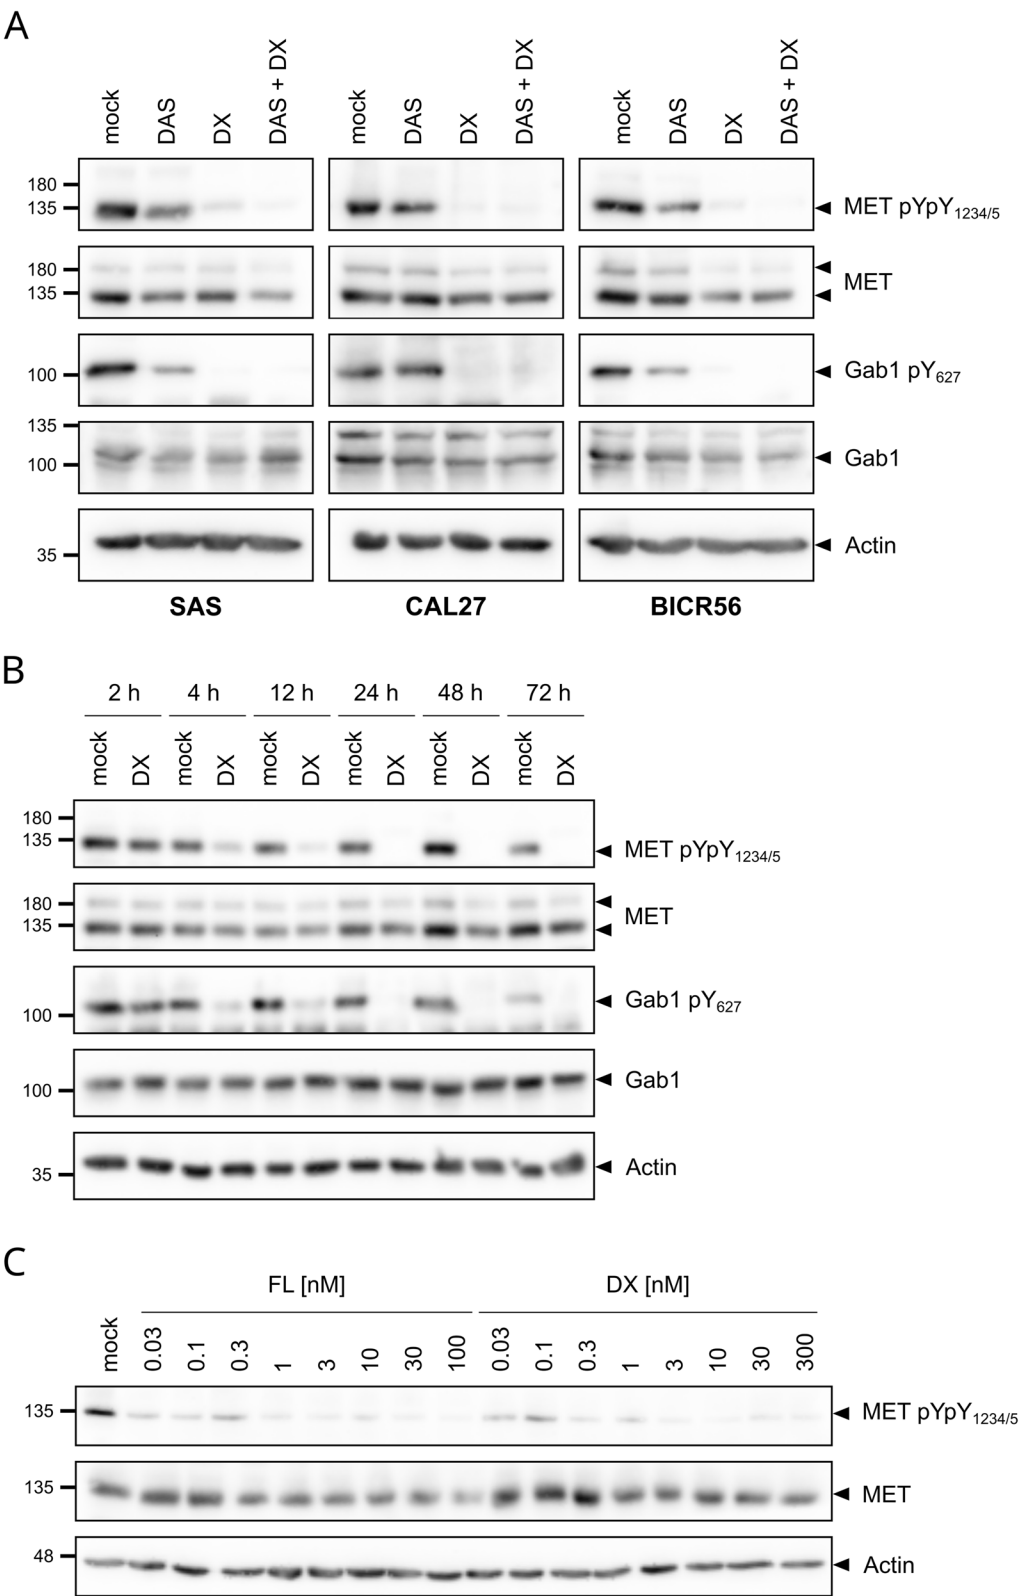 A
mock DAS DX DAS + DX mock DAS DX DAS + DX mock DAS DX DAS + DX
180
135 MET pYpY1234/5
180
135 MET
100 Gab1 pY627
135
100 Gab1
35 Actin
SAS CAL27 BICR56
B
2 h 4 h 12 h 24 h 48 h 72 h
mock DX mock DX mock DX mock DX mock DX mock DX
180
135 MET pYpY1234/5
180
135 MET
100 Gab1 pY627
100 Gab1
35 Actin
C
FL [nM] DX [nM]
mock 0.03 0.1 0.3 1 3 10 30 100 0.03 0.1 0.3 1 3 10 30 300
135 MET pYpY1234/5
135 MET
48 Actin